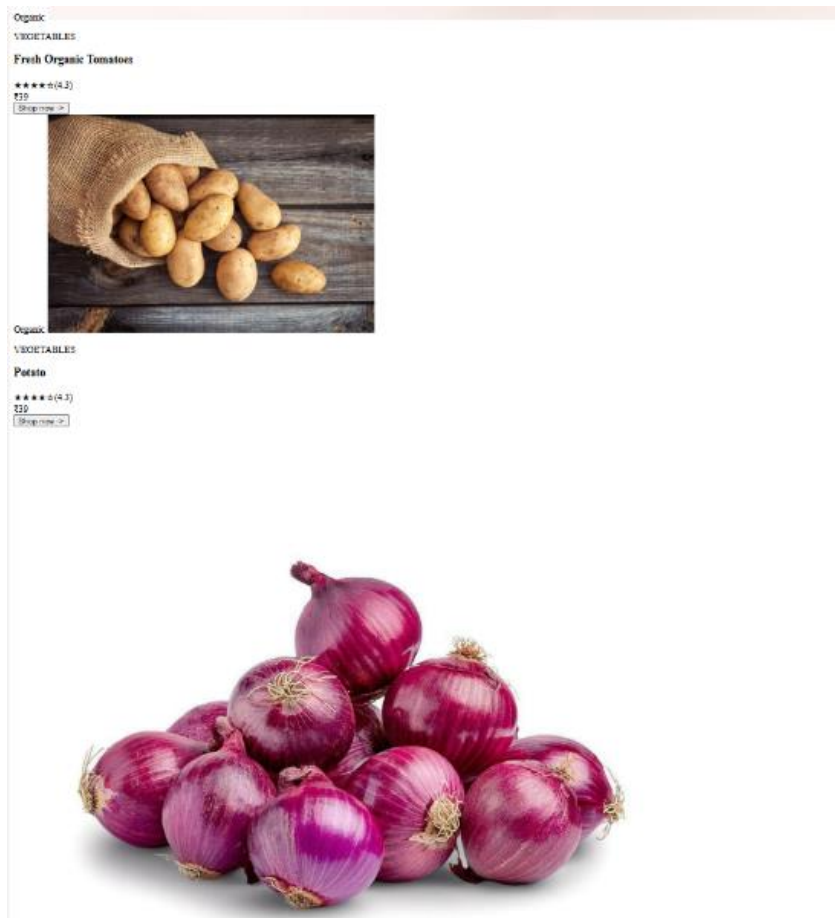 Organic
VEGETABLES
Fresh Organic Tomatoes
★★★★☆(4.3)
₹39
Shop now ->
Organic
VEGETABLES
Potato
★★★★☆(4.3)
₹39
Shop now ->